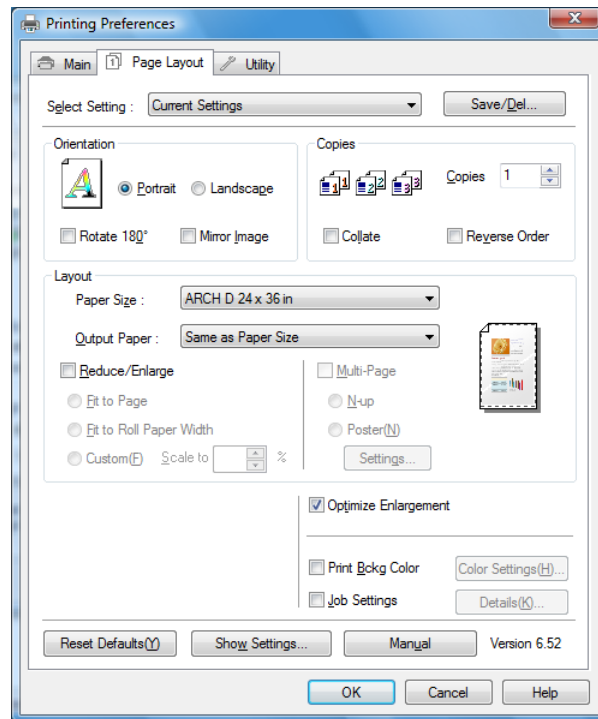 Printing Preferences
Main Page Layout Utility
Select Setting : Current Settings Save/Del...
Orientation
Portrait Landscape
Rotate 180° Mirror Image
Copies
Copies 1
Collate Reverse Order
Layout
Paper Size : ARCH D 24 x 36 in
Output Paper : Same as Paper Size
Reduce/Enlarge
Fit to Page
Fit to Roll Paper Width
Custom(F) Scale to %
Multi-Page
N-up
Poster(N)
Settings...
Optimize Enlargement
Print Bckg Color Color Settings(H)...
Job Settings Details(K)...
Reset Defaults(Y) Show Settings... Manual Version 6.52
OK Cancel Help